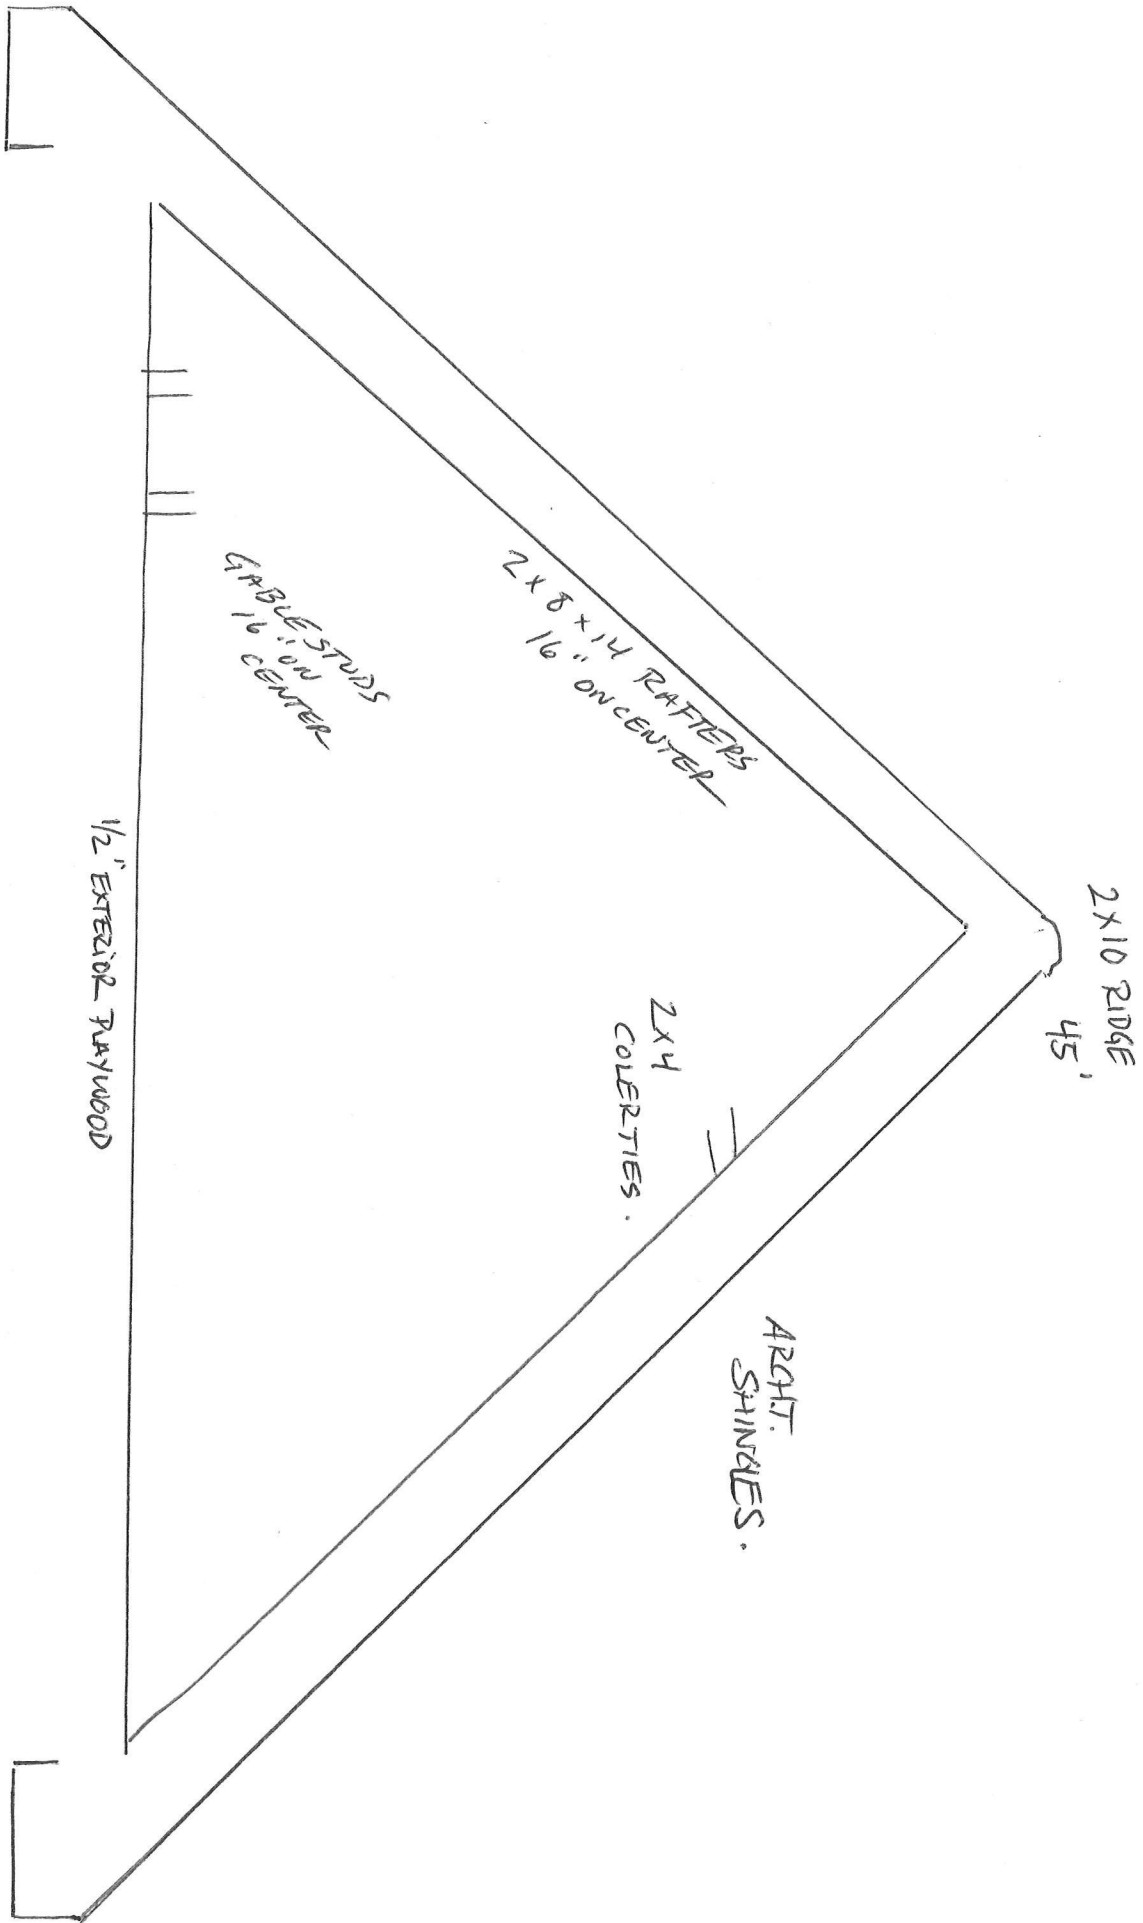 2X10 RIDGE
45'
2X8X14 RAFTERS
16" ON CENTER
GABLE STUDS
16" ON
CENTER
2X4
COLERTIES.
ARCHT.
SHINGLES.
1/2" EXTERIOR PLAYWOOD